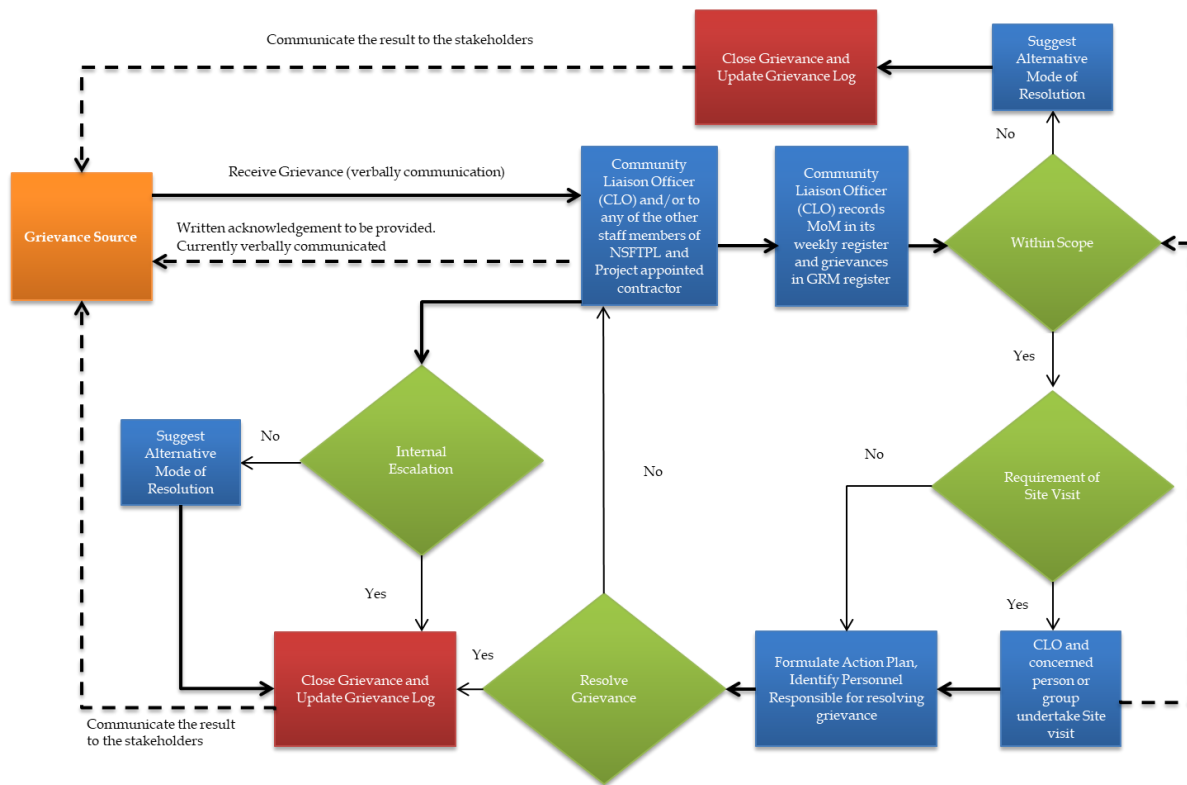 Communicate the result to the stakeholders
Close Grievance and
Update Grievance Log
Suggest
Alternative
Mode of
Resolution
No
Receive Grievance (verbally communication)
Grievance Source
Written acknowledgement to be provided.
Currently verbally communicated
Community
Liaison Officer
(CLO) and/or to
any of the other
staff members of
NSFTPL and
Project appointed
contractor
Community
Liaison Officer
(CLO) records
MoM in its
weekly register
and grievances
in GRM register
Within Scope
Yes
Suggest
Alternative
Mode of
Resolution
No
Internal
Escalation
No
No
Requirement of
Site Visit
Yes
Yes
Close Grievance and
Update Grievance Log
Yes
Resolve
Grievance
Formulate Action Plan,
Identify Personnel
Responsible for resolving
grievance
CLO and
concerned
person or
group
undertake Site
visit
Communicate the result
to the stakeholders